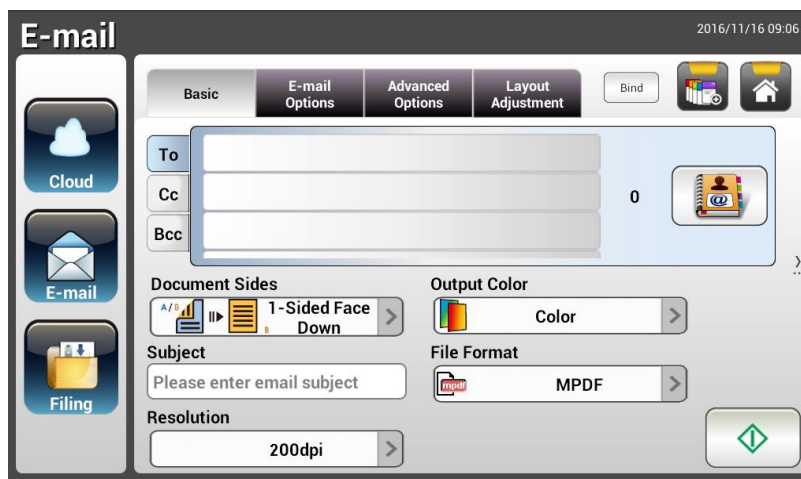 E-mail
2016/11/16 09:06
Basic
E-mail
Options
Advanced
Options
Layout
Adjustment
Bind
Cloud
E-mail
Filing
To
Cc
Bcc
0
@
Document Sides
A/B
B
1-Sided Face
Down
Output Color
Color
Subject
Please enter email subject
File Format
mpdf
MPDF
Resolution
200dpi